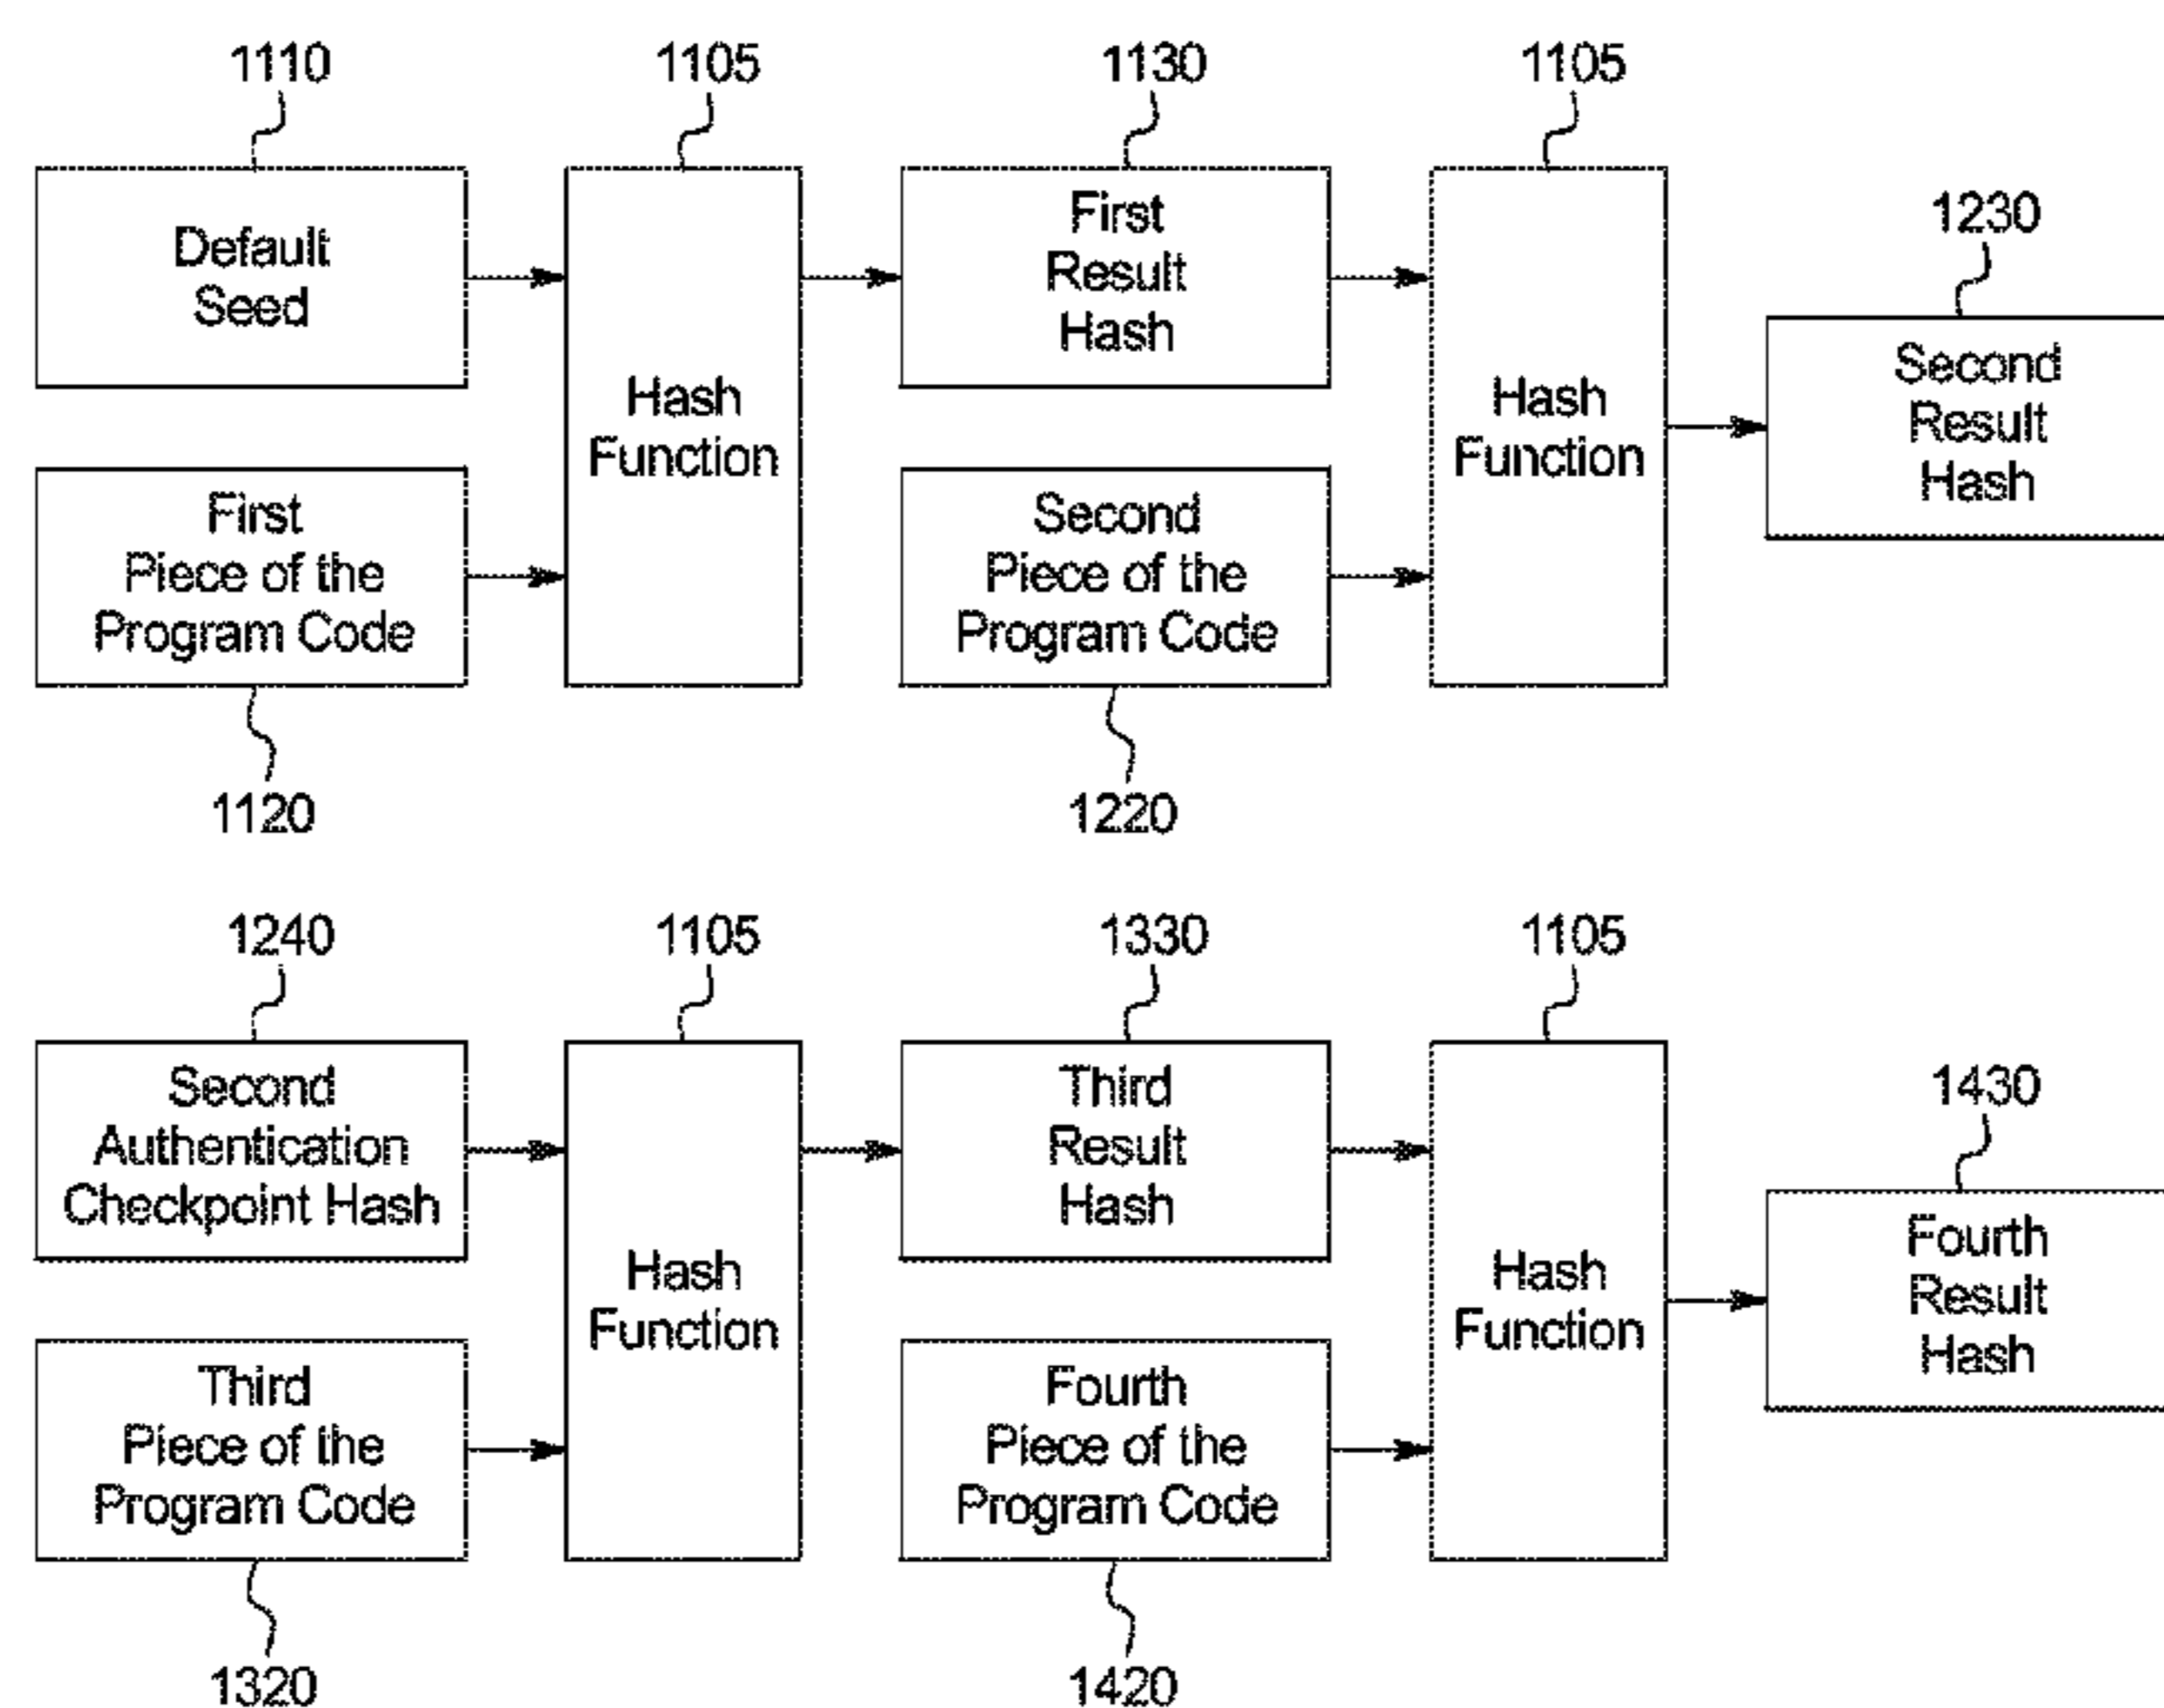 1110
1105
1130
1105
Default
Seed
Hash
Function
First
Result
Hash
Hash
Function
1230
Second
Result
Hash
First
Piece of the
Program Code
Second
Piece of the
Program Code
1120
1220
1240
1105
1330
1105
Second
Authentication
Checkpoint Hash
Hash
Function
Third
Result
Hash
Hash
Function
1430
Fourth
Result
Hash
Third
Piece of the
Program Code
Fourth
Piece of the
Program Code
1320
1420